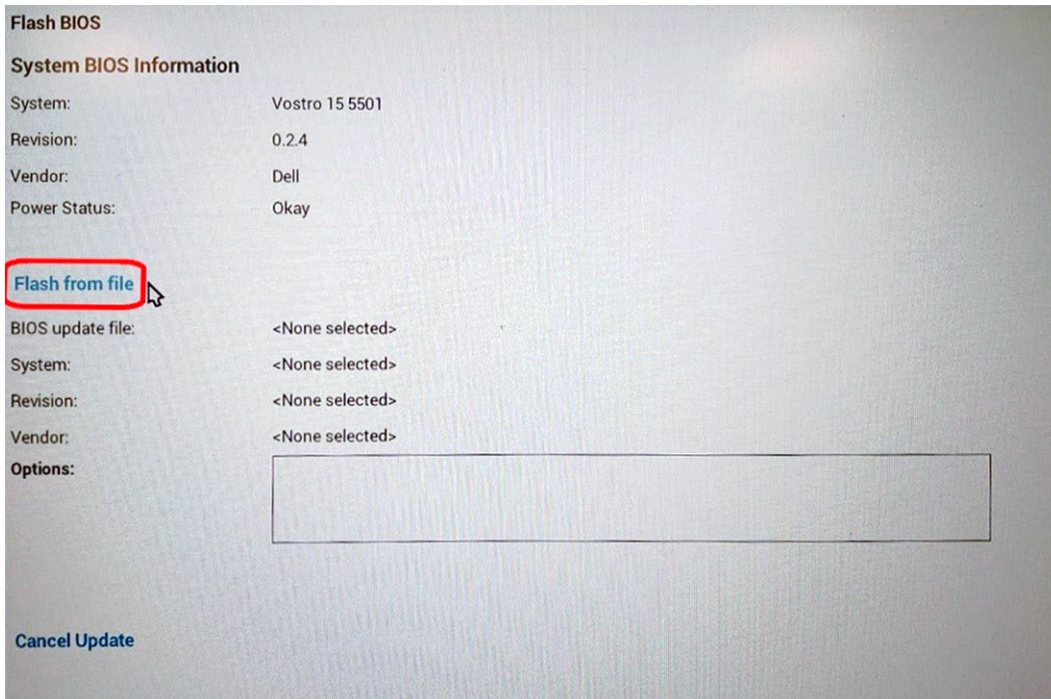 Flash BIOS
System BIOS Information
System: Vostro 15 5501
Revision: 0.2.4
Vendor: Dell
Power Status: Okay
Flash from file
BIOS update file: <None selected>
System: <None selected>
Revision: <None selected>
Vendor: <None selected>
Options:
Cancel Update